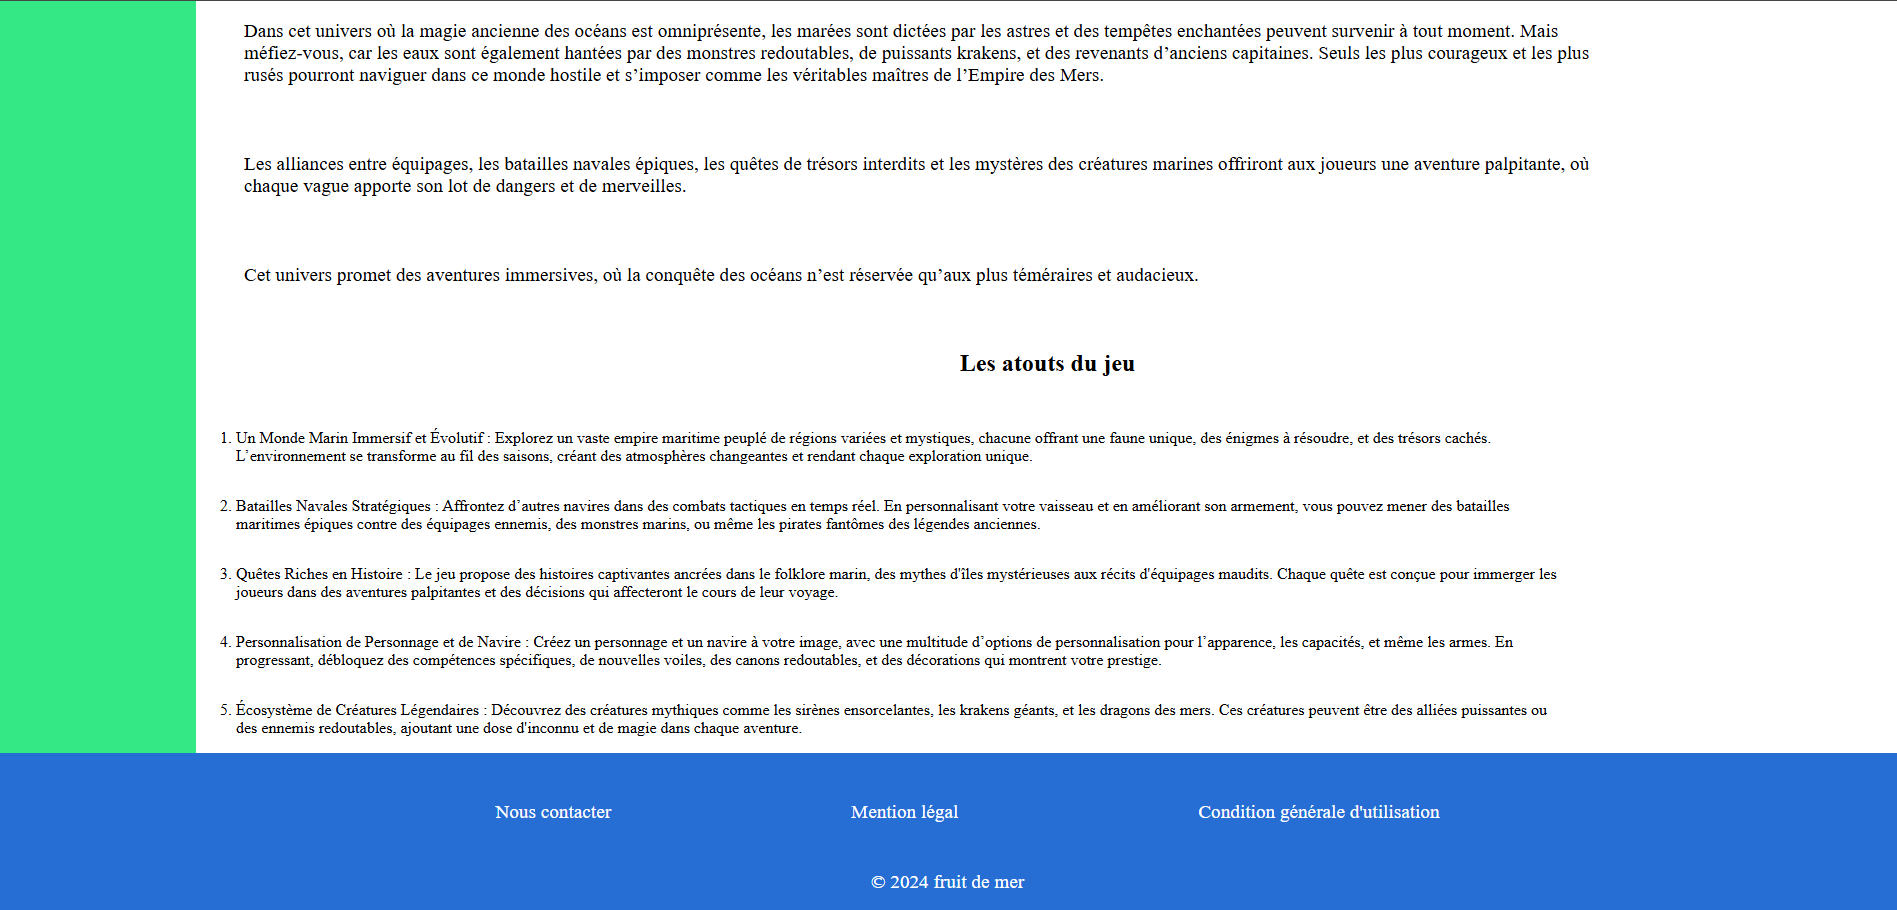 Dans cet univers où la magie ancienne des océans est omniprésente, les marées sont dictées par les astres et des tempêtes enchantées peuvent survenir à tout moment. Mais
méfiez-vous, car les eaux sont également hantées par des monstres redoutables, de puissants krakens, et des revenants d’anciens capitaines. Seuls les plus courageux et les plus
rusés pourront naviguer dans ce monde hostile et s’imposer comme les véritables maîtres de l’Empire des Mers.
Les alliances entre équipages, les batailles navales épiques, les quêtes de trésors interdits et les mystères des créatures marines offriront aux joueurs une aventure palpitante, où
chaque vague apporte son lot de dangers et de merveilles.
Cet univers promet des aventures immersives, où la conquête des océans n’est réservée qu’aux plus téméraires et audacieux.
Les atouts du jeu
1. Un Monde Marin Immersif et Évolutif : Explorez un vaste empire maritime peuplé de régions variées et mystiques, chacune offrant une faune unique, des énigmes à résoudre, et des trésors cachés.
L’environnement se transforme au fil des saisons, créant des atmosphères changeantes et rendant chaque exploration unique.
2. Batailles Navales Stratégiques : Affrontez d’autres navires dans des combats tactiques en temps réel. En personnalisant votre vaisseau et en améliorant son armement, vous pouvez mener des batailles
maritimes épiques contre des équipages ennemis, des monstres marins, ou même les pirates fantômes des légendes anciennes.
3. Quêtes Riches en Histoire : Le jeu propose des histoires captivantes ancrées dans le folklore marin, des mythes d'îles mystérieuses aux récits d'équipages maudits. Chaque quête est conçue pour immerger les
joueurs dans des aventures palpitantes et des décisions qui affecteront le cours de leur voyage.
4. Personnalisation de Personnage et de Navire : Créez un personnage et un navire à votre image, avec une multitude d’options de personnalisation pour l’apparence, les capacités, et même les armes. En
progressant, débloquez des compétences spécifiques, de nouvelles voiles, des canons redoutables, et des décorations qui montrent votre prestige.
5. Écosystème de Créatures Légendaires : Découvrez des créatures mythiques comme les sirènes ensorcelantes, les krakens géants, et les dragons des mers. Ces créatures peuvent être des alliées puissantes ou
des ennemis redoutables, ajoutant une dose d'inconnu et de magie dans chaque aventure.
Nous contacter
Mention légal
Condition générale d'utilisation
© 2024 fruit de mer